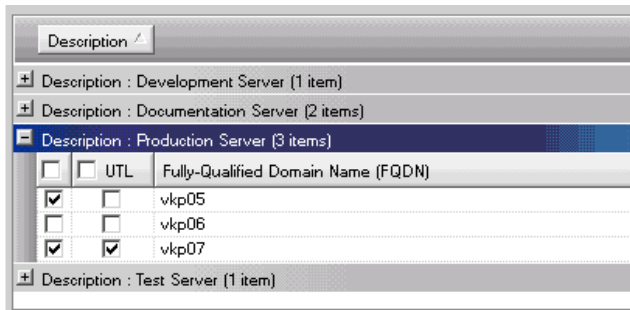 Description
Description : Development Server (1 item)
Description : Documentation Server (2 items)
Description : Production Server (3 items)
UTL Fully-Qualified Domain Name (FQDN)
vkp05
vkp06
vkp07
Description : Test Server (1 item)